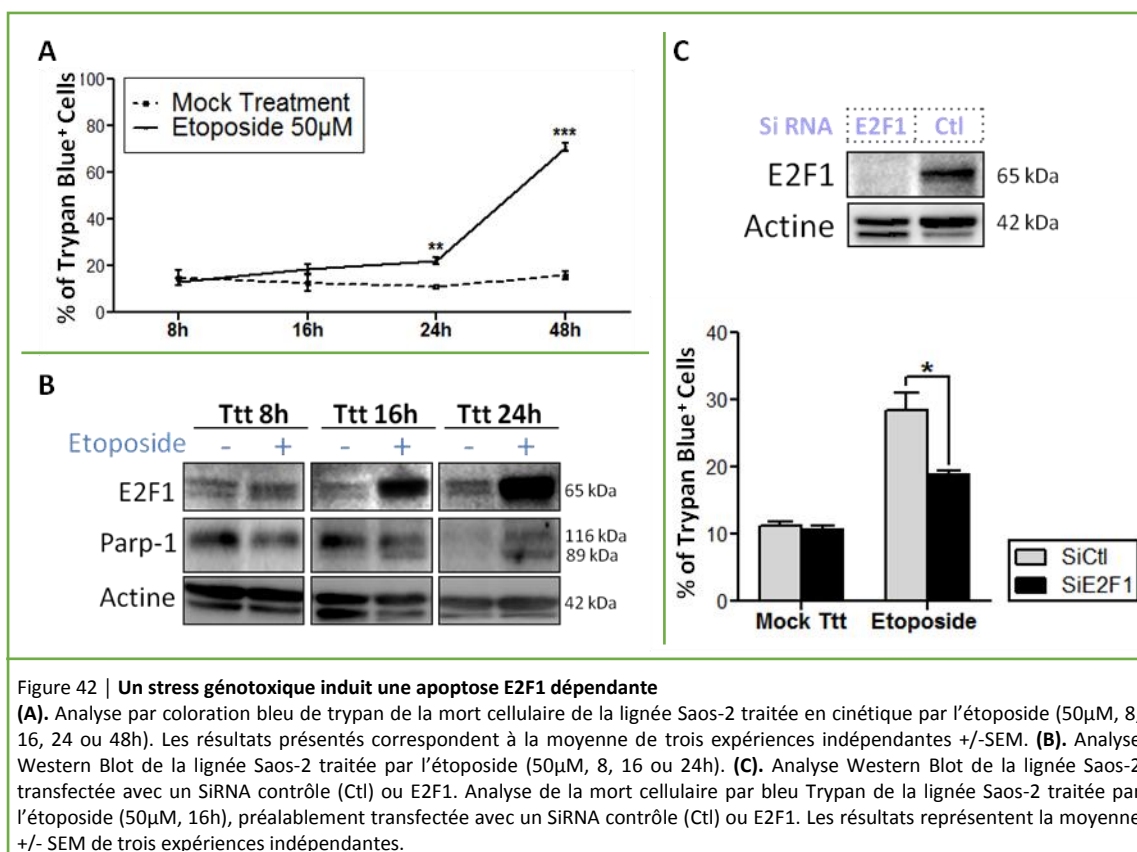 A
% of Trypan Blue⁺ Cells
100
80
60
40
20
0
Mock Treatment
Etoposide 50µM
**
***
8h 16h 24h 48h
B
Ttt 8h Ttt 16h Ttt 24h
Etoposide - + - + - +
E2F1 65 kDa
Parp-1 116 kDa
89 kDa
Actine 42 kDa
C
Si RNA E2F1 Ctl
E2F1 65 kDa
Actine 42 kDa
% of Trypan Blue⁺ Cells
40
30
20
10
0
*
Mock Ttt Etoposide
SiCtl
SiE2F1
Figure 42 | Un stress génotoxique induit une apoptose E2F1 dépendante
(A). Analyse par coloration bleu de trypan de la mort cellulaire de la lignée Saos-2 traitée en cinétique par l’étoposide (50µM, 8,
16, 24 ou 48h). Les résultats présentés correspondent à la moyenne de trois expériences indépendantes +/-SEM. (B). Analyse
Western Blot de la lignée Saos-2 traitée par l’étoposide (50µM, 8, 16 ou 24h). (C). Analyse Western Blot de la lignée Saos-2
transfectée avec un SiRNA contrôle (Ctl) ou E2F1. Analyse de la mort cellulaire par bleu Trypan de la lignée Saos-2 traitée par
l’étoposide (50µM, 16h), préalablement transfectée avec un SiRNA contrôle (Ctl) ou E2F1. Les résultats représentent la moyenne
+/- SEM de trois expériences indépendantes.